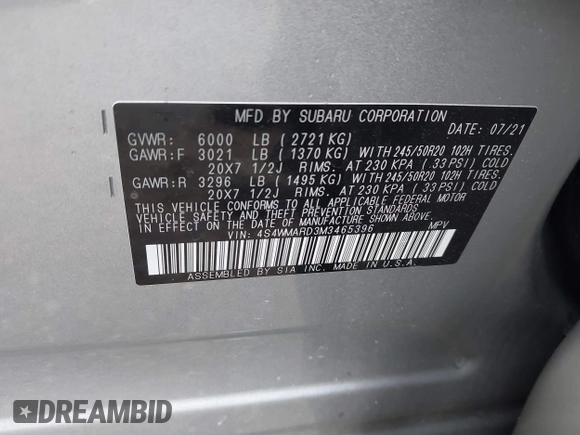 MFD BY SUBARU CORPORATION
DATE: 07/21
GVWR: 6000 LB ( 2721 KG)
GAWR:F 3021 LB ( 1370 KG) WITH 245/50R20 102H TIRES.
20X7 1/2J RIMS. AT 230 KPA ( 33 PSI) COLD
GAWR:R 3296 LB ( 1495 KG) WITH 245/50R20 102H TIRES.
20X7 1/2J RIMS. AT 230 KPA ( 33 PSI) COLD
THIS VEHICLE CONFORMS TO ALL APPLICABLE FEDERAL MOTOR
VEHICLE SAFETY AND THEFT PREVENTION STANDARDS
IN EFFECT ON THE DATE OF MANUFACTURE SHOWN ABOVE.
VIN: 4S4WMARD3M3465396 MPV
ASSEMBLED BY SIA INC. MADE IN U.S.A.
DREAMBID